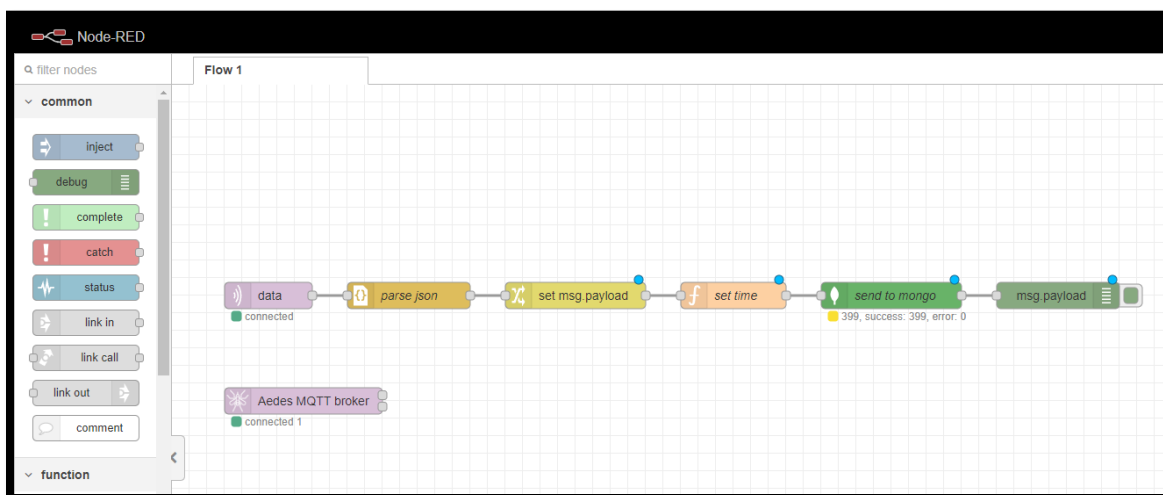 Node-RED
filter nodes
Flow 1
common
inject
debug
complete
catch
status
link in
link call
link out
comment
function
data
connected
parse json
set msg.payload
set time
send to mongo
399, success: 399, error: 0
msg.payload
Aedes MQTT broker
connected 1